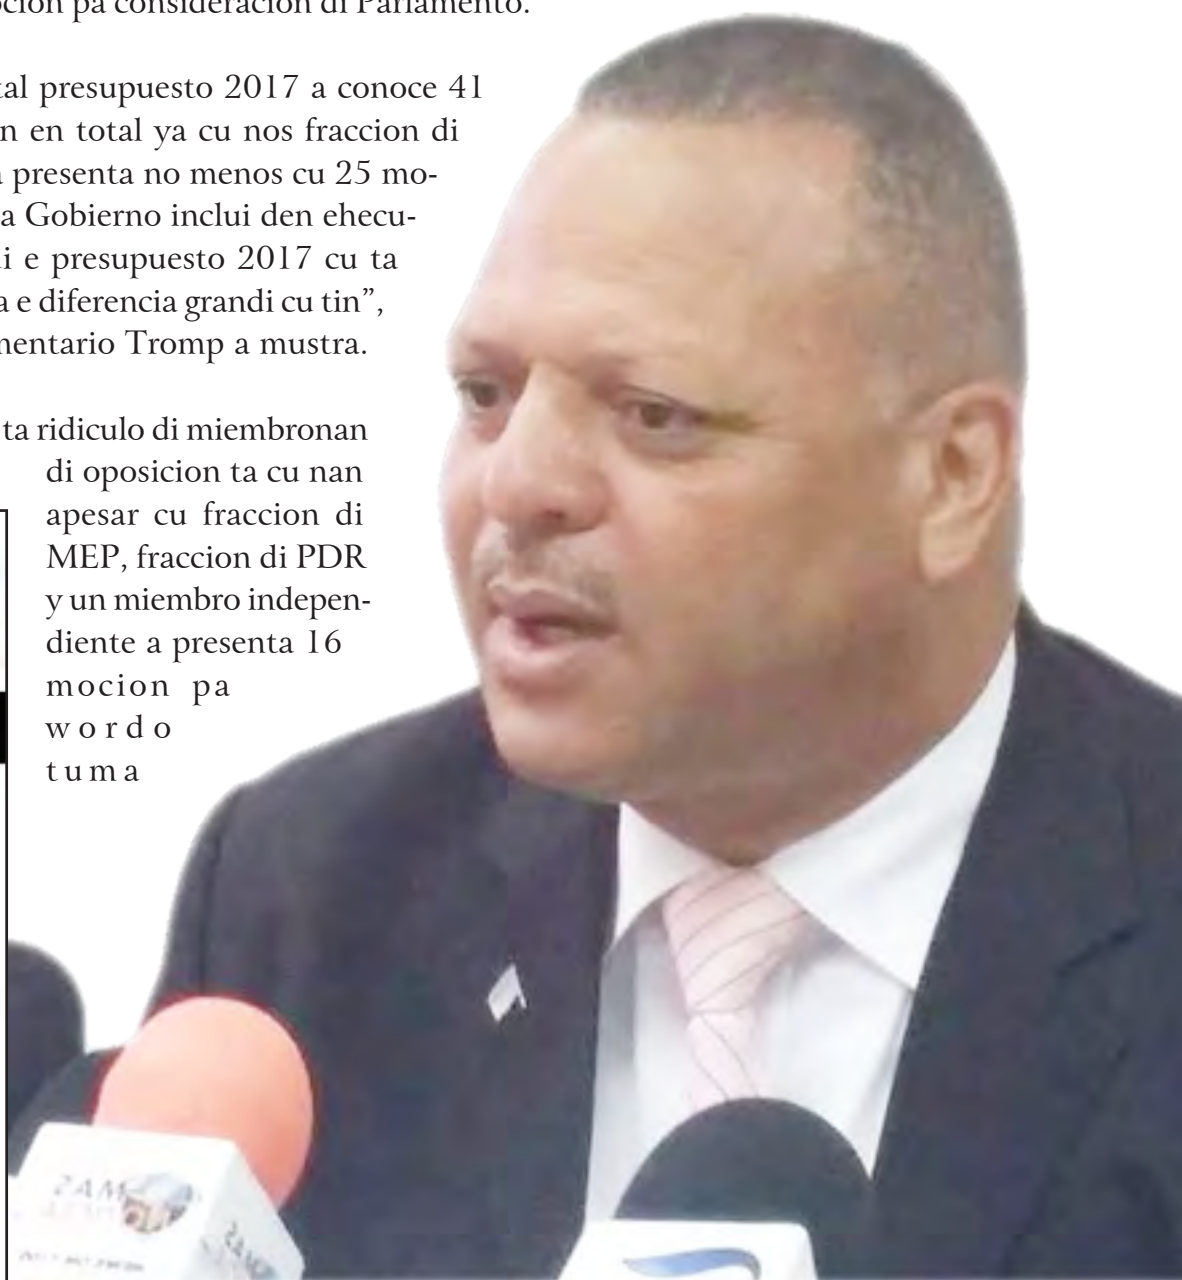 pa consideracion di Parlamento.
presupuesto 2017 a conoce 41
en total ya cu nos fraccion di
presenta no menos cu 25 mo-
Gobierno inclui den ehecu-
e presupuesto 2017 cu ta
e diferencia grandi cu tin”,
Tromp a mustra.
ta ridiculo di miembronan
di oposicion ta cu nan
apesar cu fraccion di
MEP, fraccion di PDR
y un miembro indepen-
diente a presenta 16
mocion pa
wordo
tuma